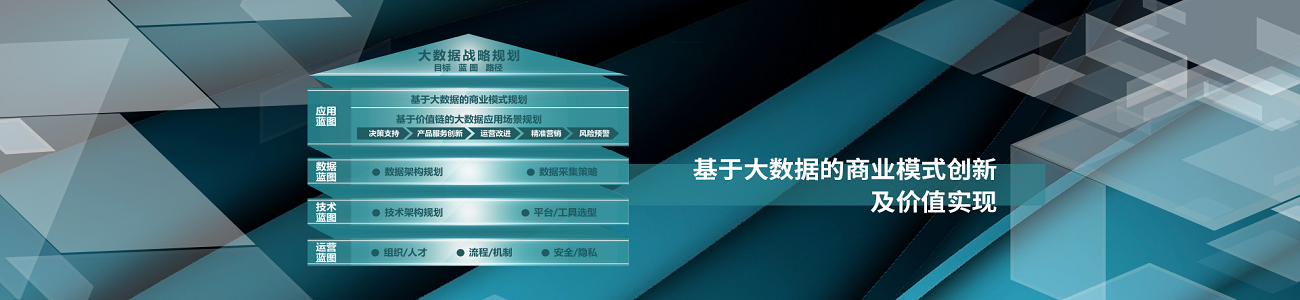 大数据战略规划
目标 蓝图 路径
应用
蓝图
基于大数据的商业模式规划
基于价值链的大数据应用场景规划
决策支持 产品服务创新 运营改进 精准营销 风险预警
数据
蓝图
● 数据架构规划 ● 数据采集策略
技术
蓝图
● 技术架构规划 ● 平台/工具选型
运营
蓝图
● 组织/人才 ● 流程/机制 ● 安全/隐私
基于大数据的商业模式创新
及价值实现